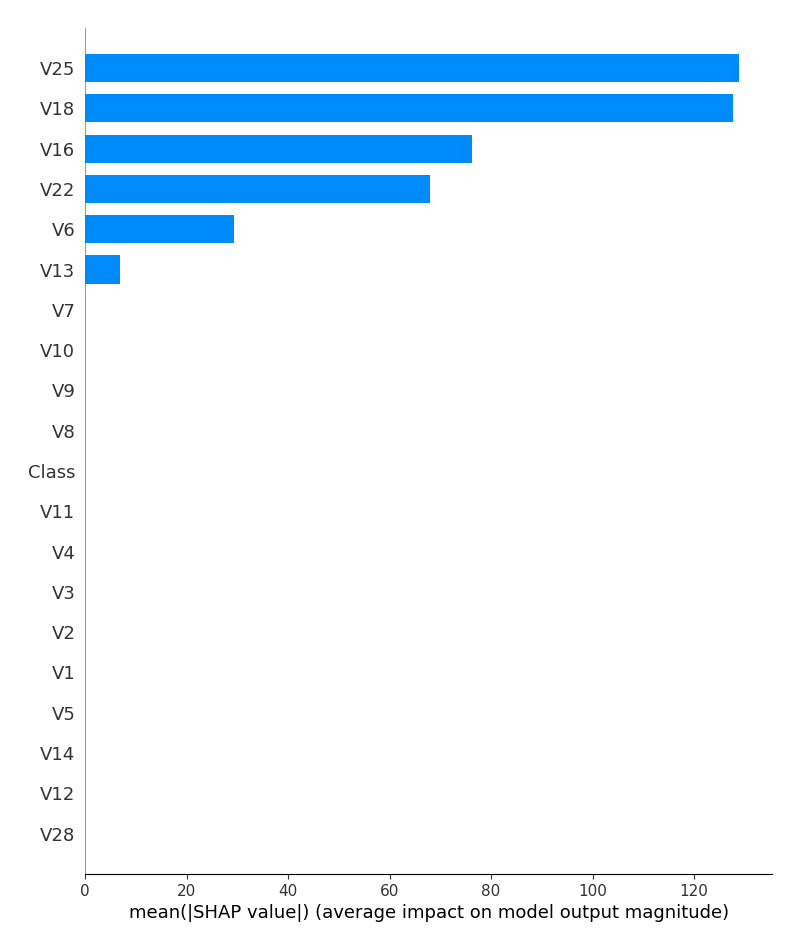 V25
V18
V16
V22
V6
V13
V7
V10
V9
V8
Class
V11
V4
V3
V2
V1
V5
V14
V12
V28
0 20 40 60 80 100 120
mean(|SHAP value|) (average impact on model output magnitude)